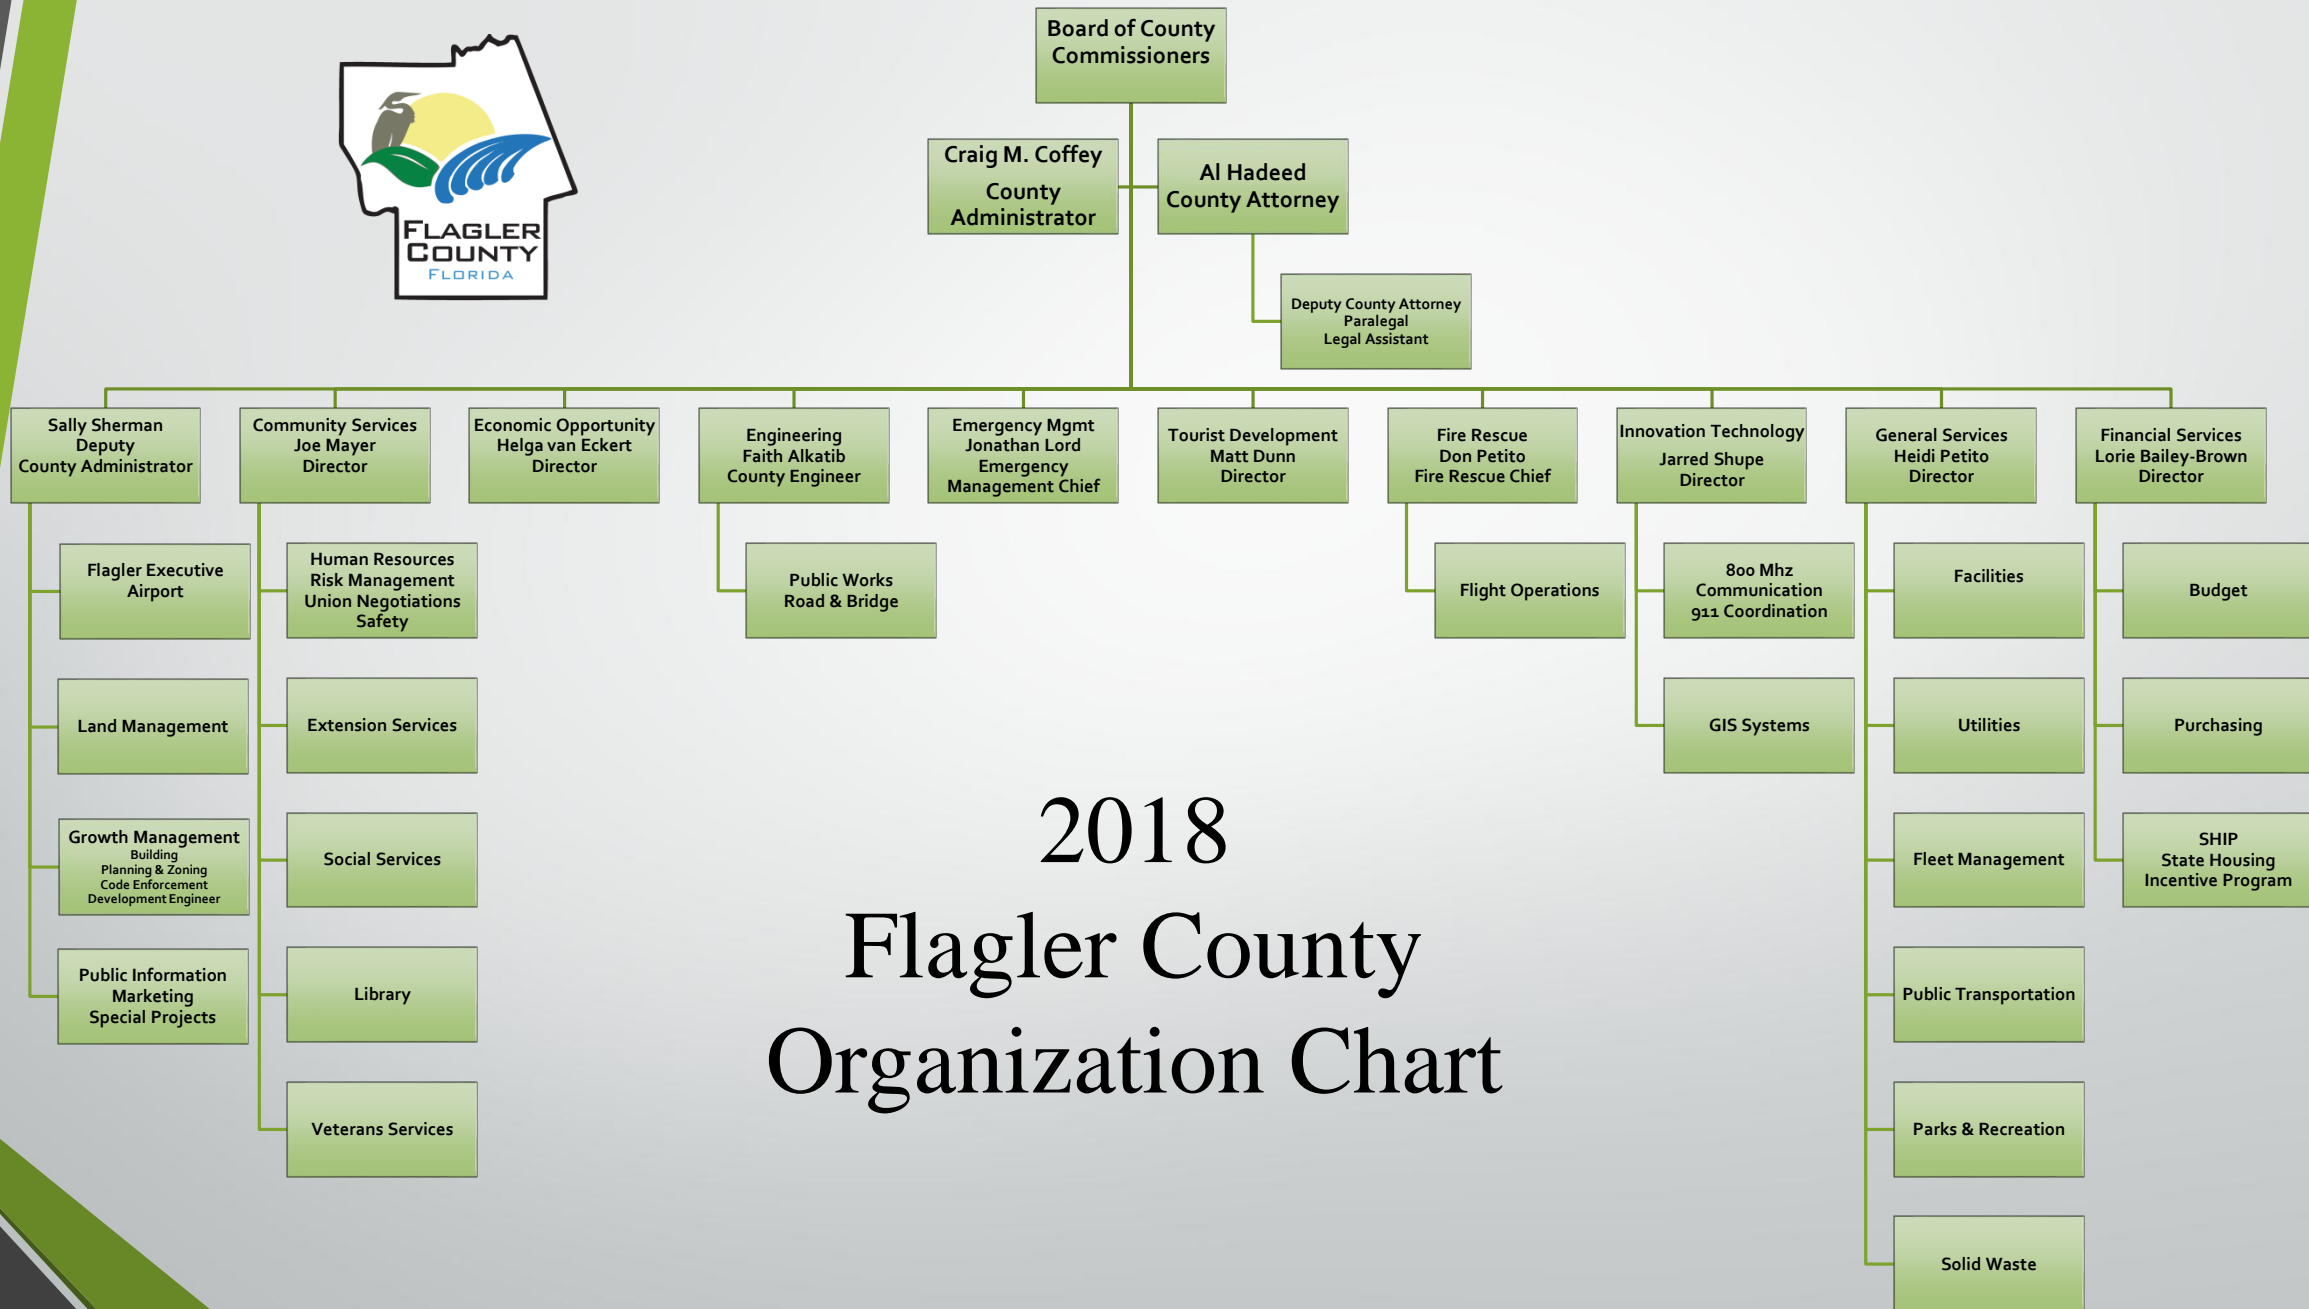 Board of County
Commissioners
FLAGLER
COUNTY
FLORIDA
Craig M. Coffey
County
Administrator
Al Hadeed
County Attorney
Deputy County Attorney
Paralegal
Legal Assistant
Sally Sherman
Deputy
County Administrator
Flagler Executive
Airport
Land Management
Growth Management
Building
Planning & Zoning
Code Enforcement
Development Engineer
Public Information
Marketing
Special Projects
Community Services
Joe Mayer
Director
Human Resources
Risk Management
Union Negotiations
Safety
Extension Services
Social Services
Library
Veterans Services
Economic Opportunity
Helga van Eckert
Director
Engineering
Faith Alkatib
County Engineer
Public Works
Road & Bridge
Emergency Mgmt
Jonathan Lord
Emergency
Management Chief
Tourist Development
Matt Dunn
Director
Fire Rescue
Don Petito
Fire Rescue Chief
Flight Operations
Innovation Technology
Jarred Shupe
Director
800 Mhz
Communication
911 Coordination
GIS Systems
General Services
Heidi Petito
Director
Facilities
Utilities
Fleet Management
Public Transportation
Parks & Recreation
Solid Waste
Financial Services
Lorie Bailey-Brown
Director
Budget
Purchasing
SHIP
State Housing
Incentive Program
2018
Flagler County
Organization Chart